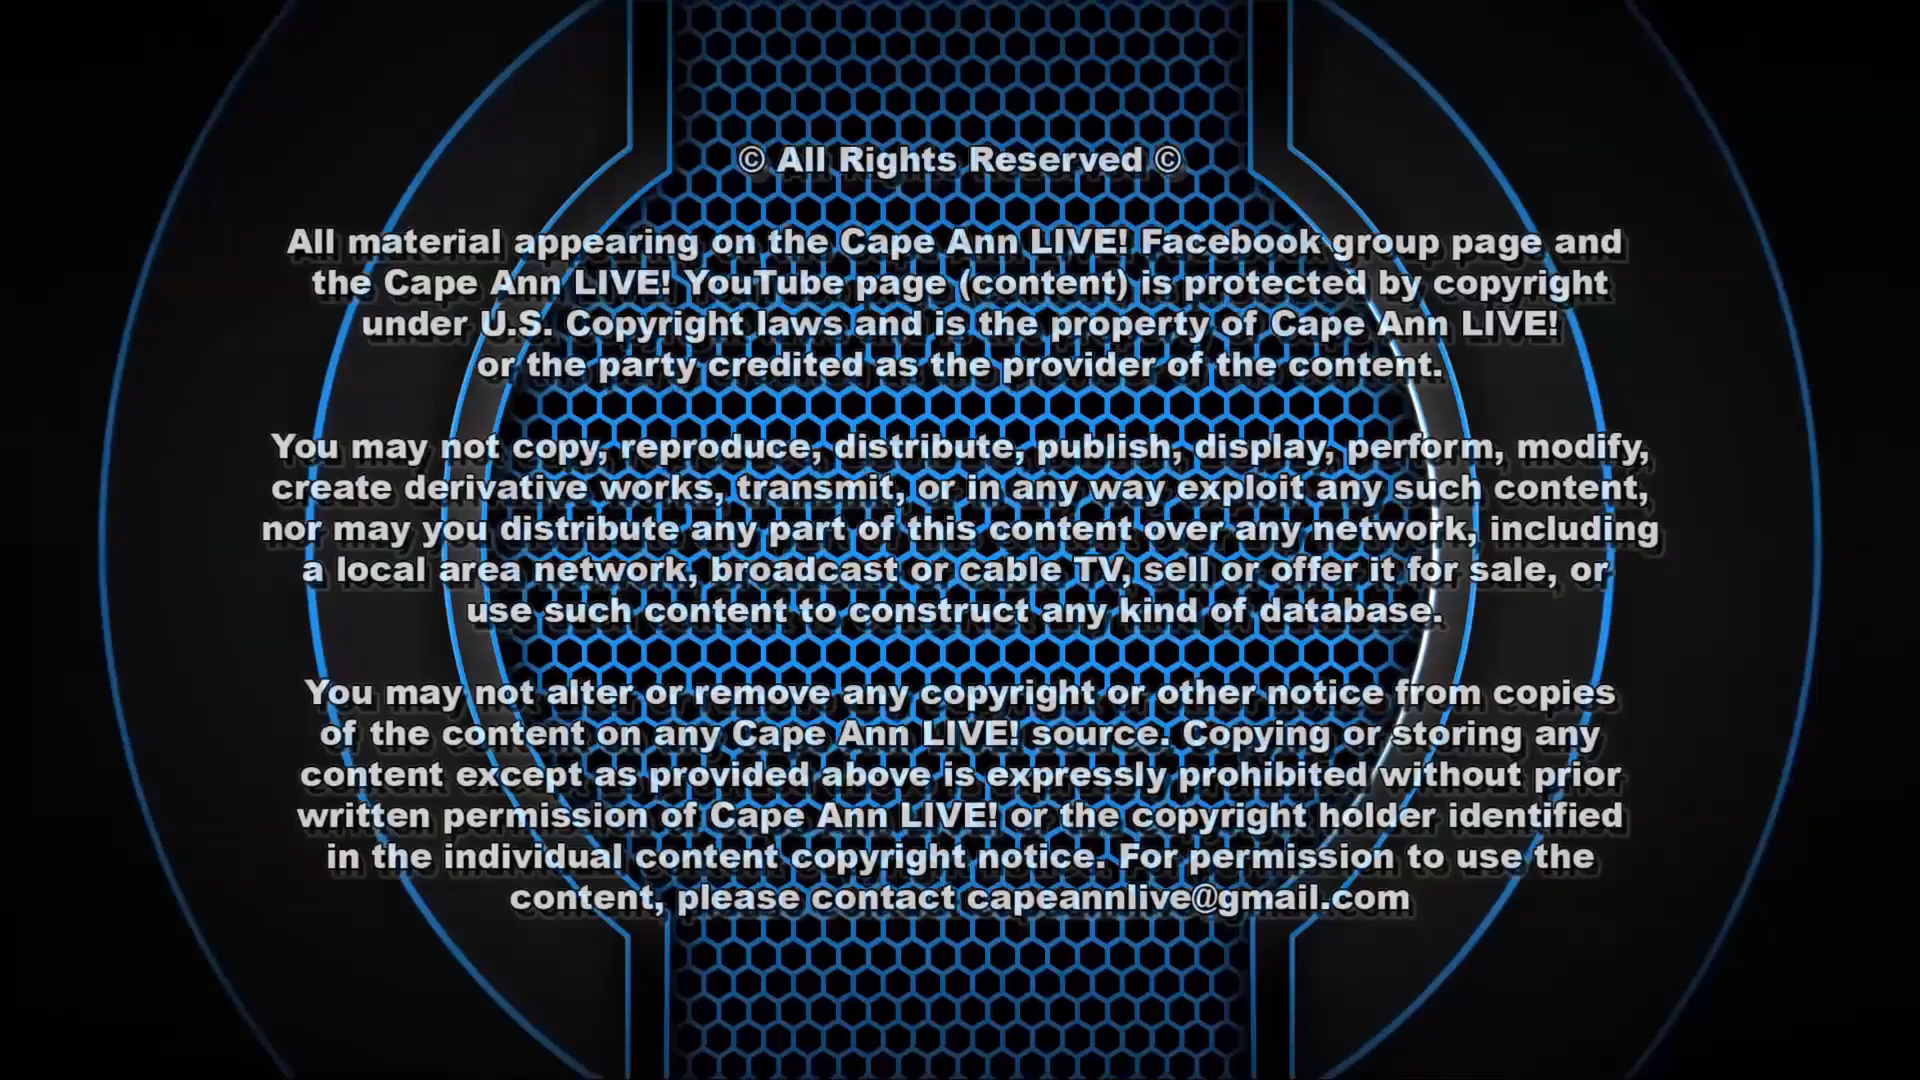 © All Rights Reserved ©
All material appearing on the Cape Ann LIVE! Facebook group page and
the Cape Ann LIVE! YouTube page (content) is protected by copyright
under U.S. Copyright laws and is the property of Cape Ann LIVE!
or the party credited as the provider of the content.
You may not copy, reproduce, distribute, publish, display, perform, modify,
create derivative works, transmit, or in any way exploit any such content,
nor may you distribute any part of this content over any network, including
a local area network, broadcast or cable TV, sell or offer it for sale, or
use such content to construct any kind of database.
You may not alter or remove any copyright or other notice from copies
of the content on any Cape Ann LIVE! source. Copying or storing any
content except as provided above is expressly prohibited without prior
written permission of Cape Ann LIVE! or the copyright holder identified
in the individual content copyright notice. For permission to use the
content, please contact capeannlive@gmail.com